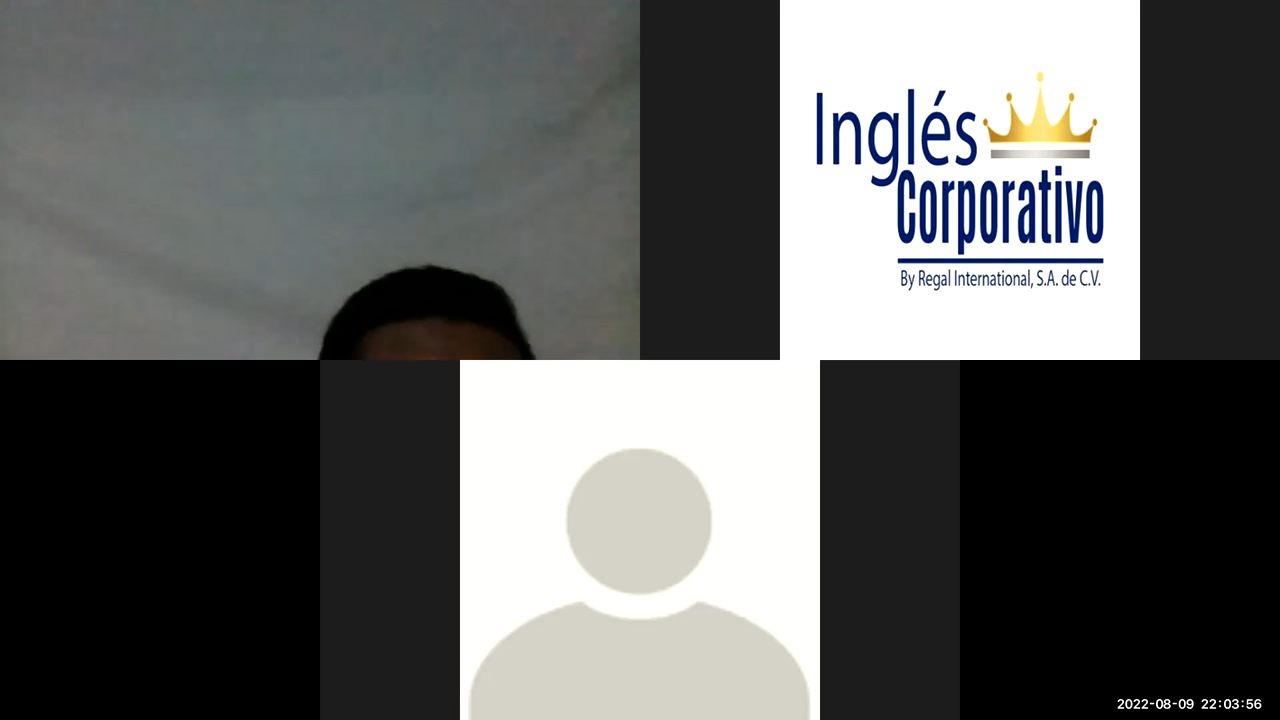 Inglés
Corporativo
By Regal International, S.A. de C.V.
2022-08-09 22:03:56